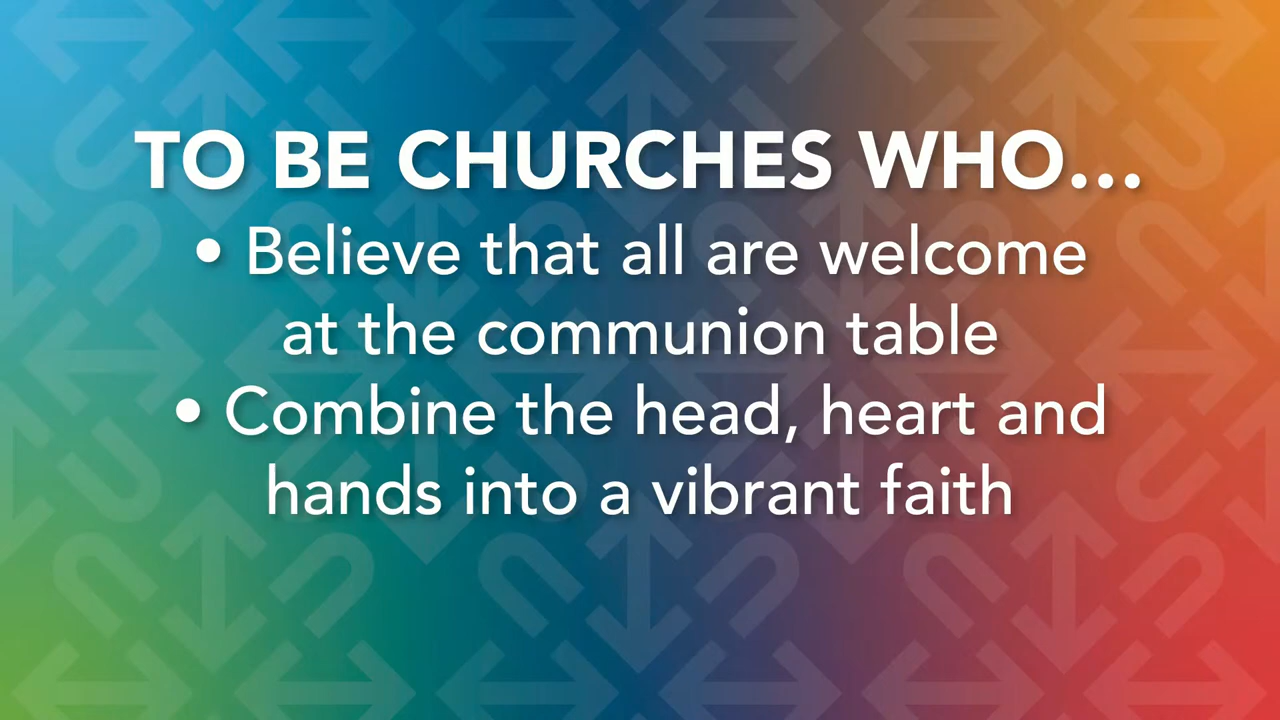 TO BE CHURCHES WHO...
• Believe that all are welcome
at the communion table
• Combine the head, heart and
hands into a vibrant faith